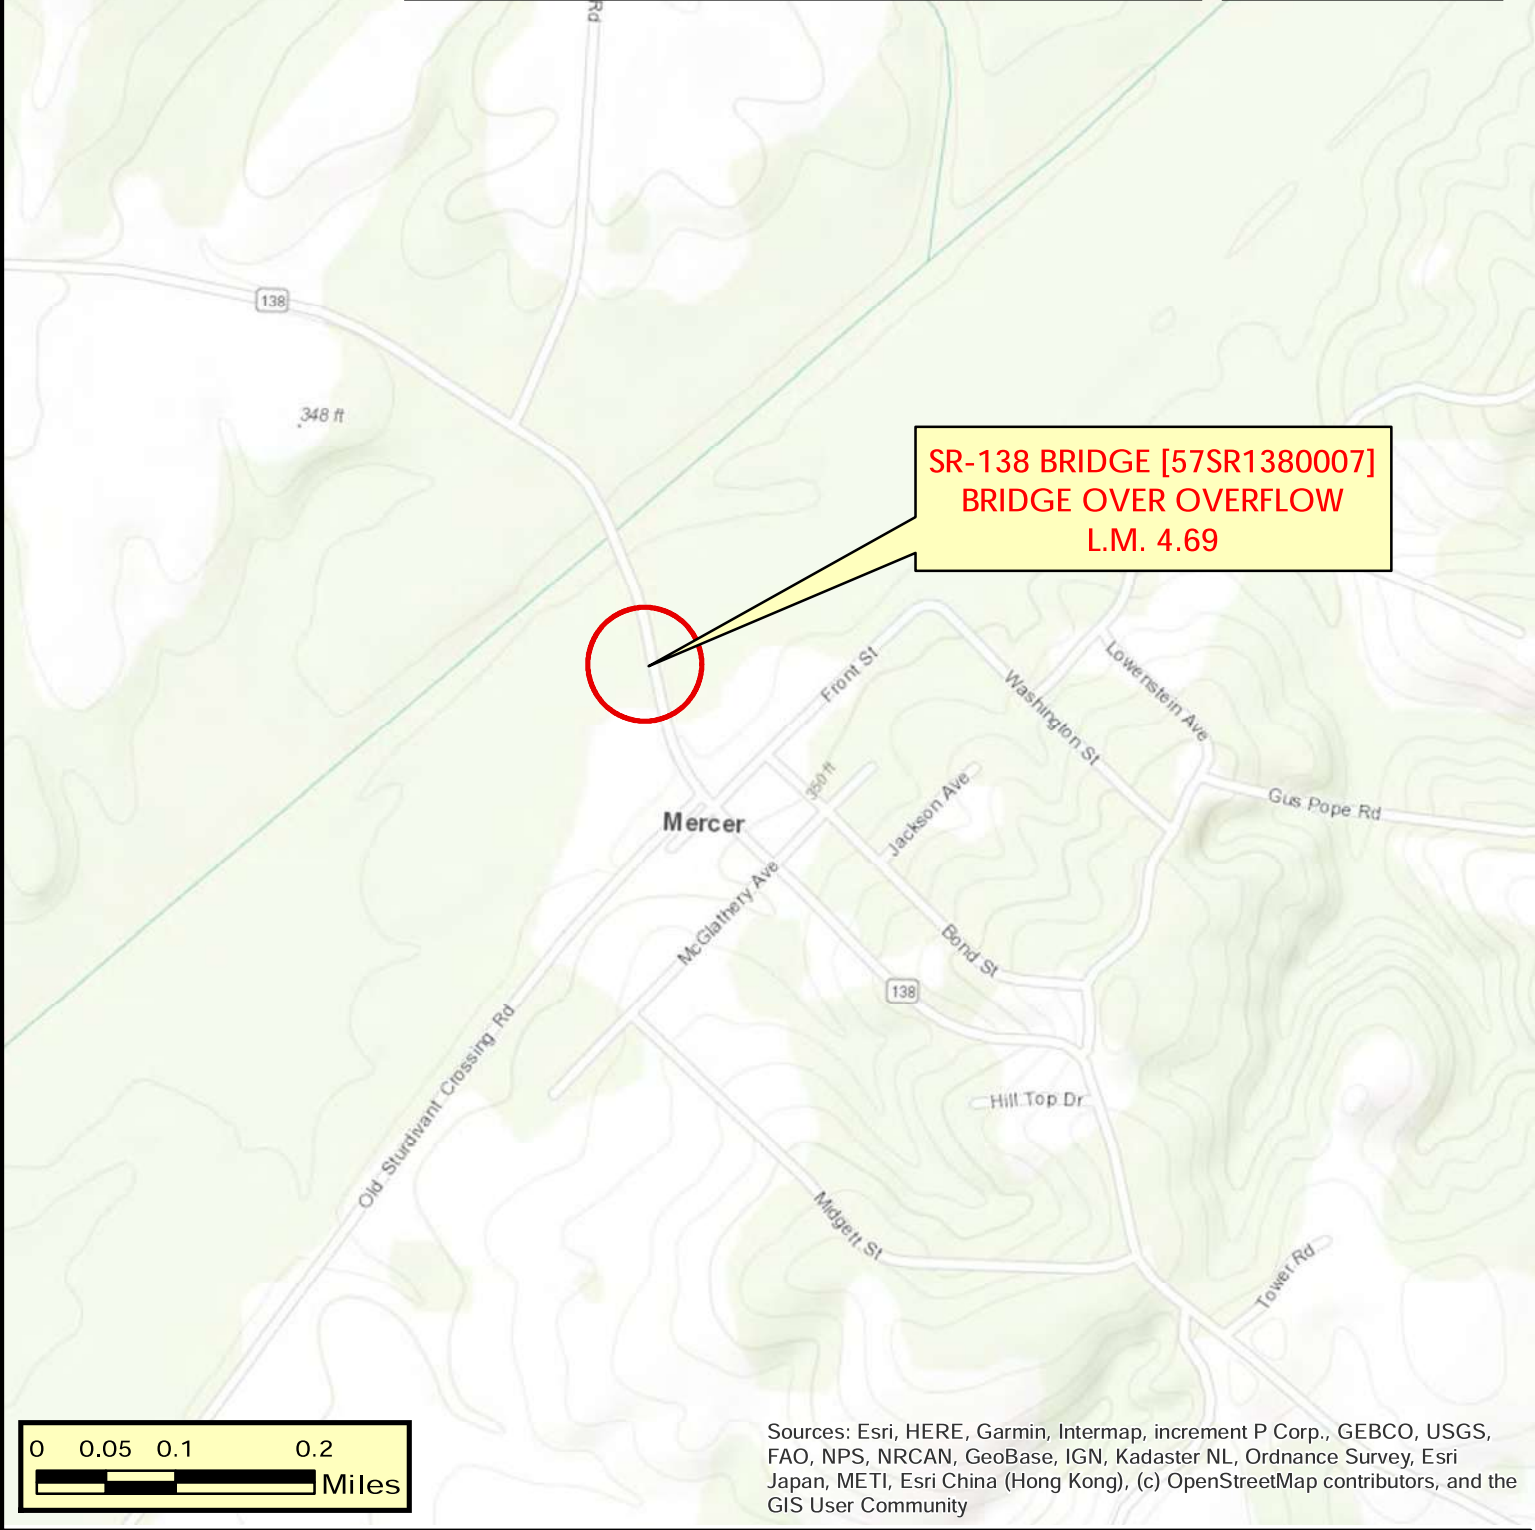 Rd
138
348 ft
SR-138 BRIDGE [57SR1380007]
BRIDGE OVER OVERFLOW
L.M. 4.69
Front St
Lowenstein Ave
Washington St
350 ft
Jackson Ave
Gus Pope Rd
Mercer
McGlathery Ave
Bond St
138
Old Sturdivant Crossing Rd
Hill Top Dr
Midgett St
Tower Rd
0 0.05 0.1 0.2
Miles
Sources: Esri, HERE, Garmin, Intermap, increment P Corp., GEBCO, USGS,
FAO, NPS, NRCAN, GeoBase, IGN, Kadaster NL, Ordnance Survey, Esri
Japan, METI, Esri China (Hong Kong), (c) OpenStreetMap contributors, and the
GIS User Community